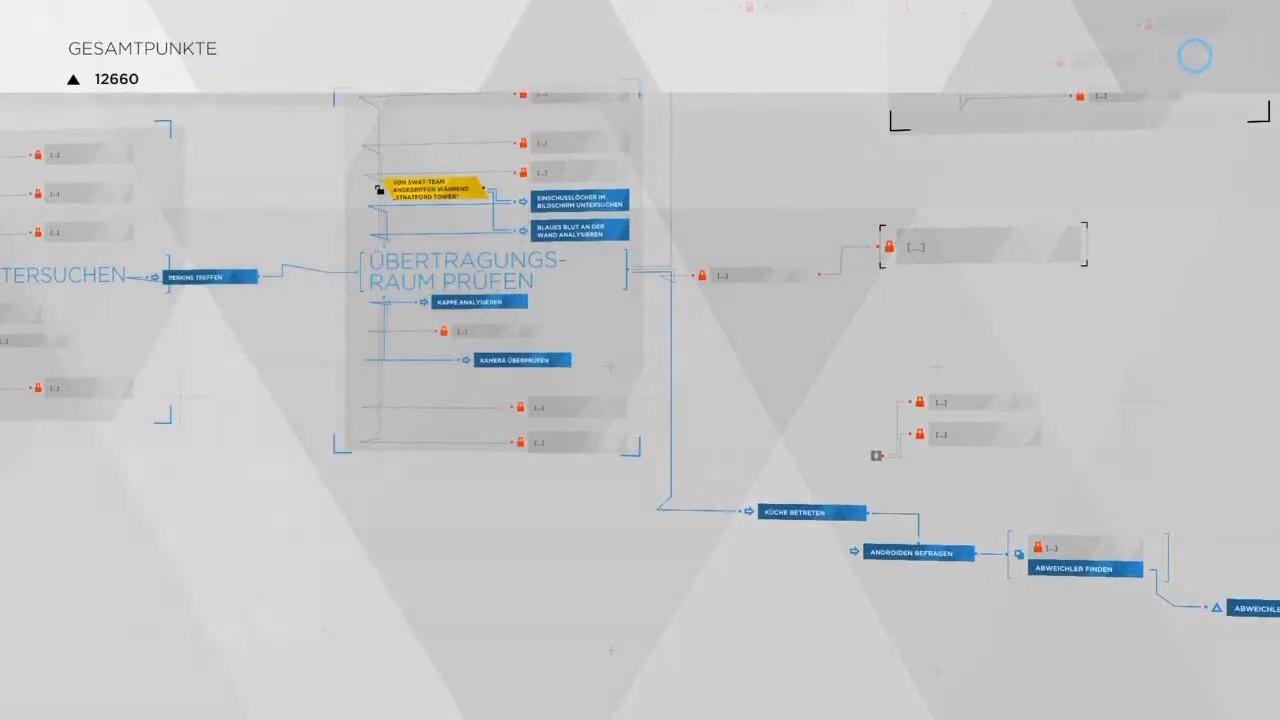 GESAMTPUNKTE
12660
[...]
[...]
[...]
[...]
[...]
[...]
VON SWAT-TEAM
ANGEGRIFFEN WÄHREND
„STRATFORD TOWER"
EINSCHUSSLÖCHER IM
BILDSCHIRM UNTERSUCHEN
[...]
BLAUES BLUT AN DER
WAND ANALYSIEREN
[...]
[...]
TERSUCHEN
PERKINS TREFFEN
ÜBERTRAGUNGS-
RAUM PRÜFEN
[...]
KAPPE ANALYSIEREN
[...]
[...]
KAMERA ÜBERPRÜFEN
[...]
[...]
[...]
[...]
[...]
KÜCHE BETRETEN
ANDROIDEN BEFRAGEN
[...]
ABWEICHLER FINDEN
ABWEICHLE